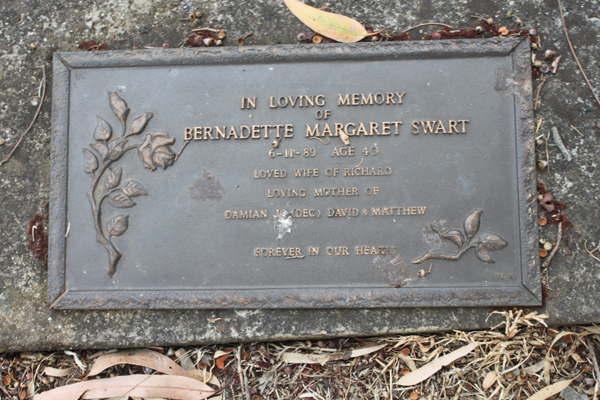 IN LOVING MEMORY
OF
BERNADETTE MARGARET SWART
6-11-89 AGE 40
LOVED WIFE OF RICHARD
LOVING MOTHER OF
DAMIAN (DEC) DAVID & MATTHEW
FOREVER IN OUR HEARTS